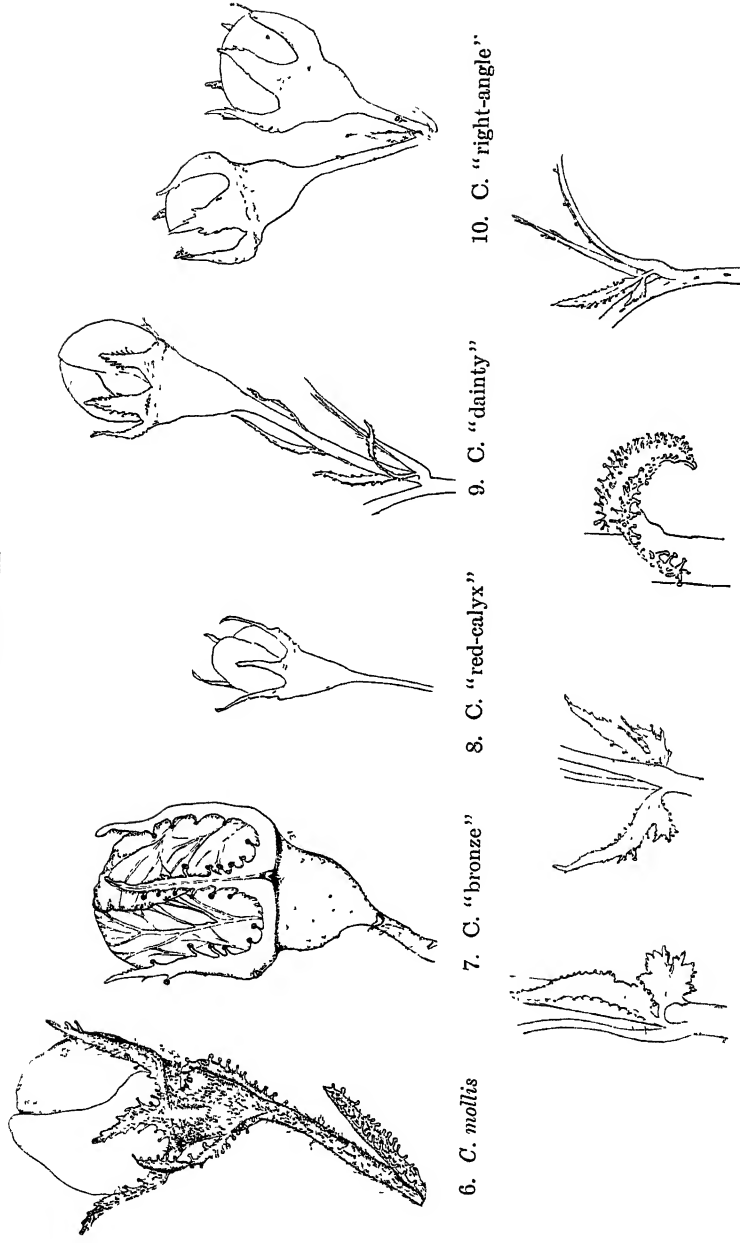 6. C. mollis
7. C. “bronze”
8. C. “red-calyx”
9. C. “dainty”
10. C. “right-angle”